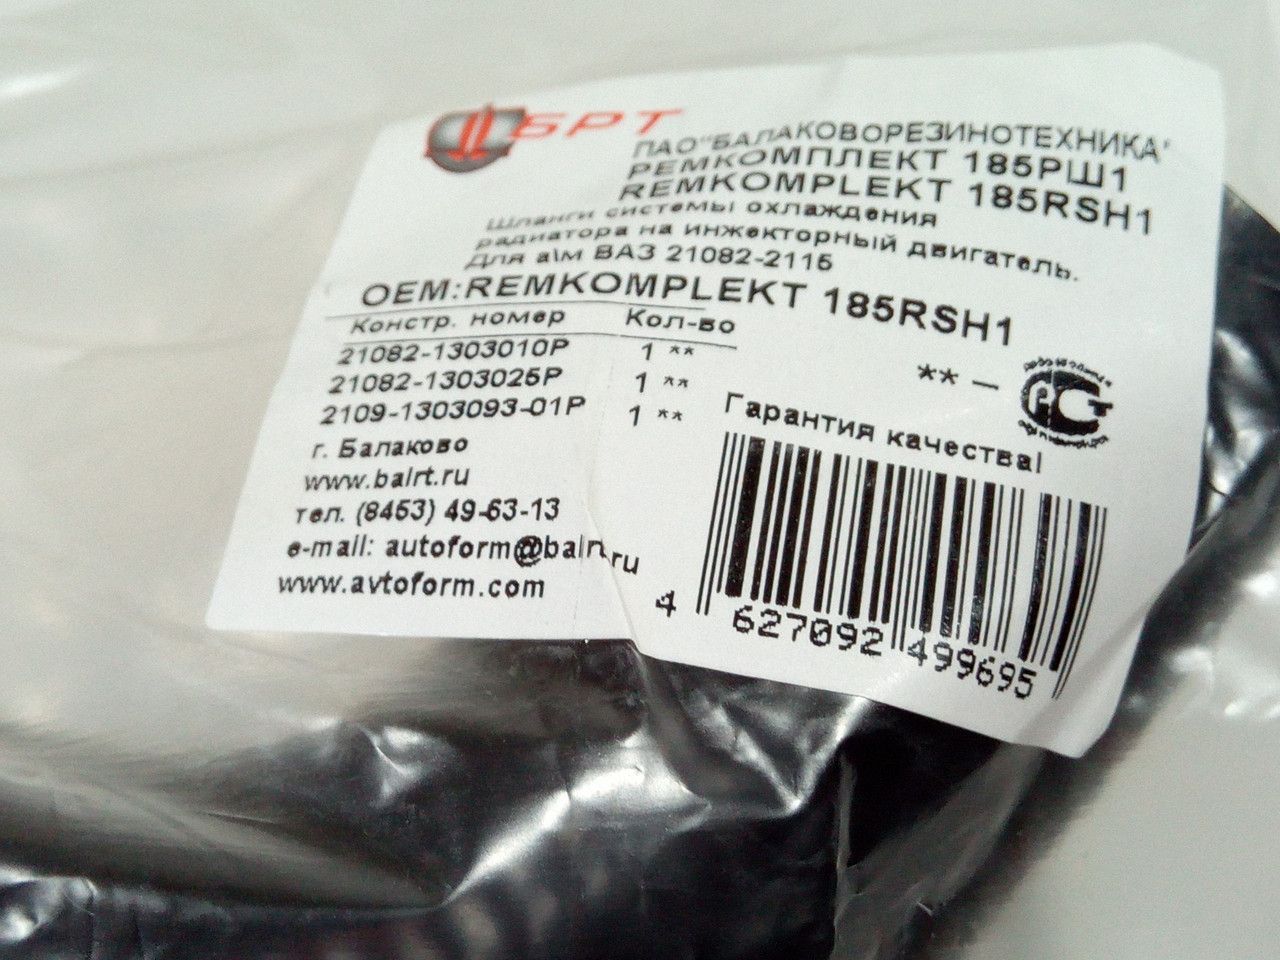 БРТ
ПАО"БАЛАКОВОРЕЗИНОТЕХНИКА"
РЕМКОМПЛЕКТ 185РШ1
REMKOMPLEKT 185RSH1
Шланги системы охлаждения
радиатора на инжекторный двигатель.
Для а\м ВАЗ 21082-2115
OEM:REMKOMPLEKT 185RSH1
Констр. номер Кол-во
21082-1303010Р 1 **
21082-1303025Р 1 **
2109-1303093-01Р 1 **
** –
г. Балаково
www.balrt.ru
тел. (8453) 49-63-13
e-mail: autoform@balrt.ru
www.avtoform.com
Гарантия качества!
4 627092 499695